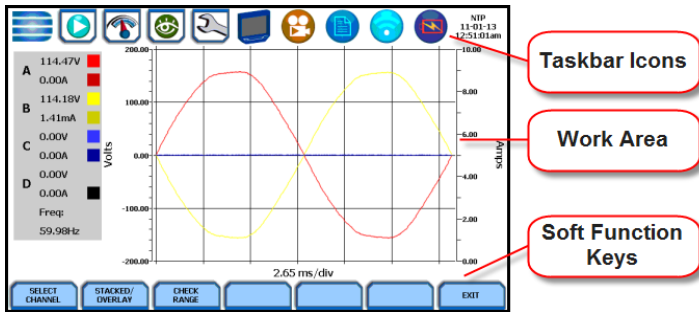 NTP
11-01-13
12:51:01am
Taskbar Icons
A 114.47V
0.00A
B 114.18V
1.41mA
C 0.00V
0.00A
D 0.00V
0.00A
Freq:
59.98Hz
200.00
100.00
0.00
-100.00
-200.00
Volts
10.00
8.00
6.00
4.00
2.00
0.00
Amps
2.65 ms/div
Work Area
Soft Function
Keys
SELECT
CHANNEL
STACKED/
OVERLAY
CHECK
RANGE
EXIT